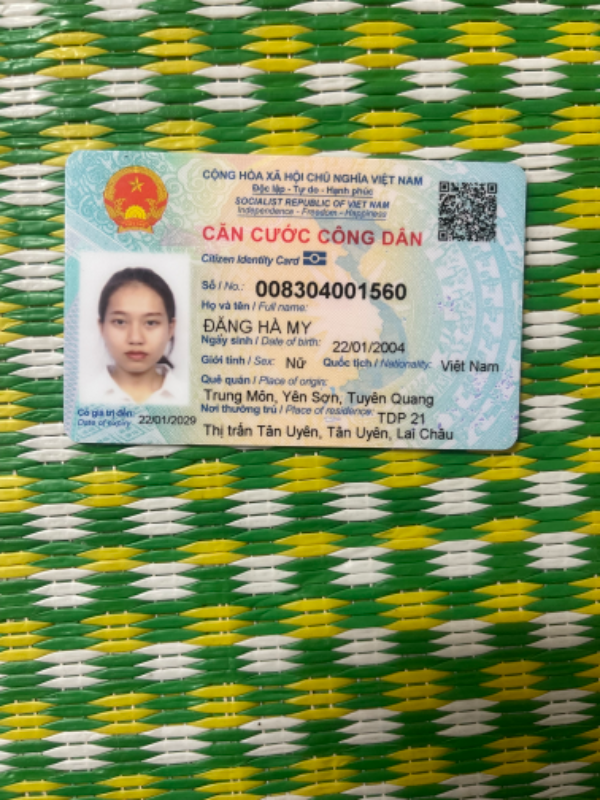 CỘNG HÒA XÃ HỘI CHỦ NGHĨA VIỆT NAM
Độc lập - Tự do - Hạnh phúc
SOCIALIST REPUBLIC OF VIET NAM
Independence - Freedom - Happiness
CĂN CƯỚC CÔNG DÂN
Citizen Identity Card
Số / No.: 008304001560
Họ và tên / Full name:
ĐẶNG HÀ MY
Ngày sinh / Date of birth: 22/01/2004
Giới tính / Sex: Nữ Quốc tịch / Nationality: Việt Nam
Quê quán / Place of origin:
Trung Môn, Yên Sơn, Tuyên Quang
Nơi thường trú / Place of residence: TDP 21
Thị trấn Tân Uyên, Tân Uyên, Lai Châu
Có giá trị đến: 22/01/2029
Date of expiry